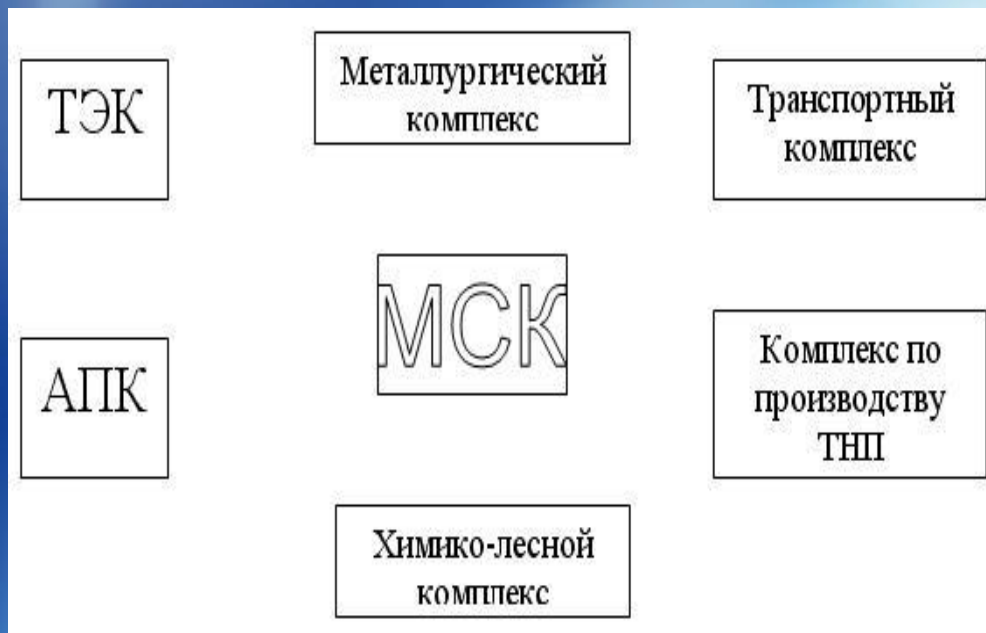 ТЭК
Металлургический
комплекс
Транспортный
комплекс
МСК
АПК
Комплекс по
производству
ТНП
Химико-лесной
комплекс